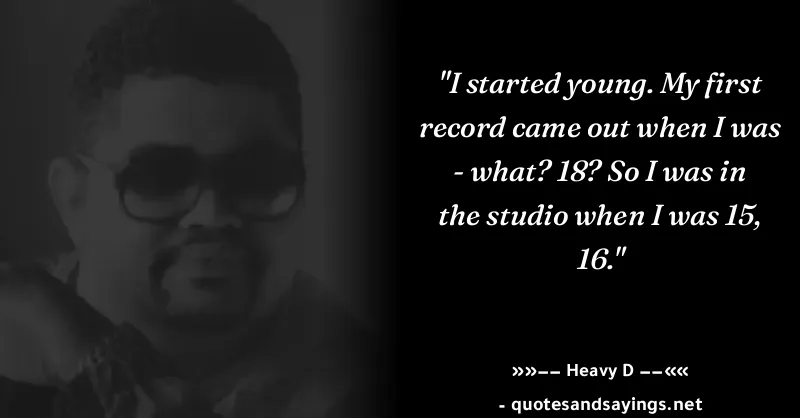 "I started young. My first
record came out when I was
- what? 18? So I was in
the studio when I was 15,
16."
»»−− Heavy D −−««
- quotesandsayings.net